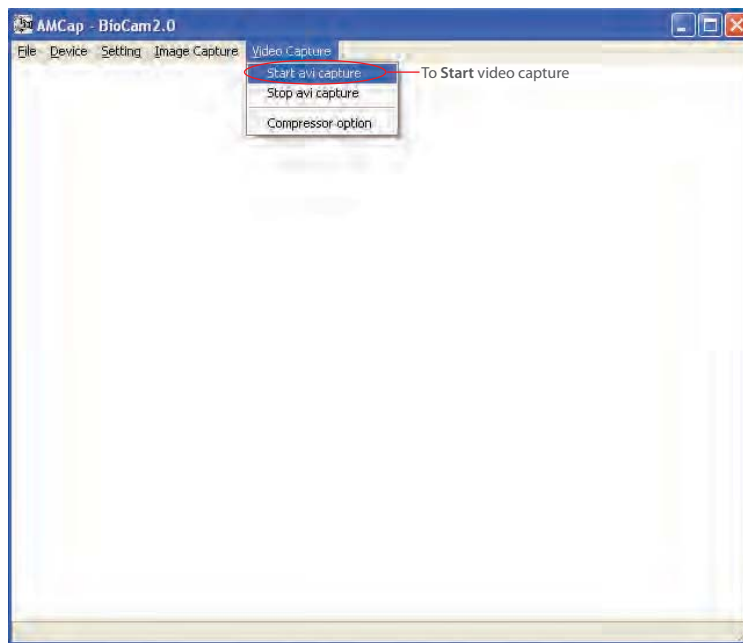 AMCap - BioCam2.0
File Device Setting Image Capture Video Capture
Start avi capture To Start video capture
Stop avi capture
Compressor option